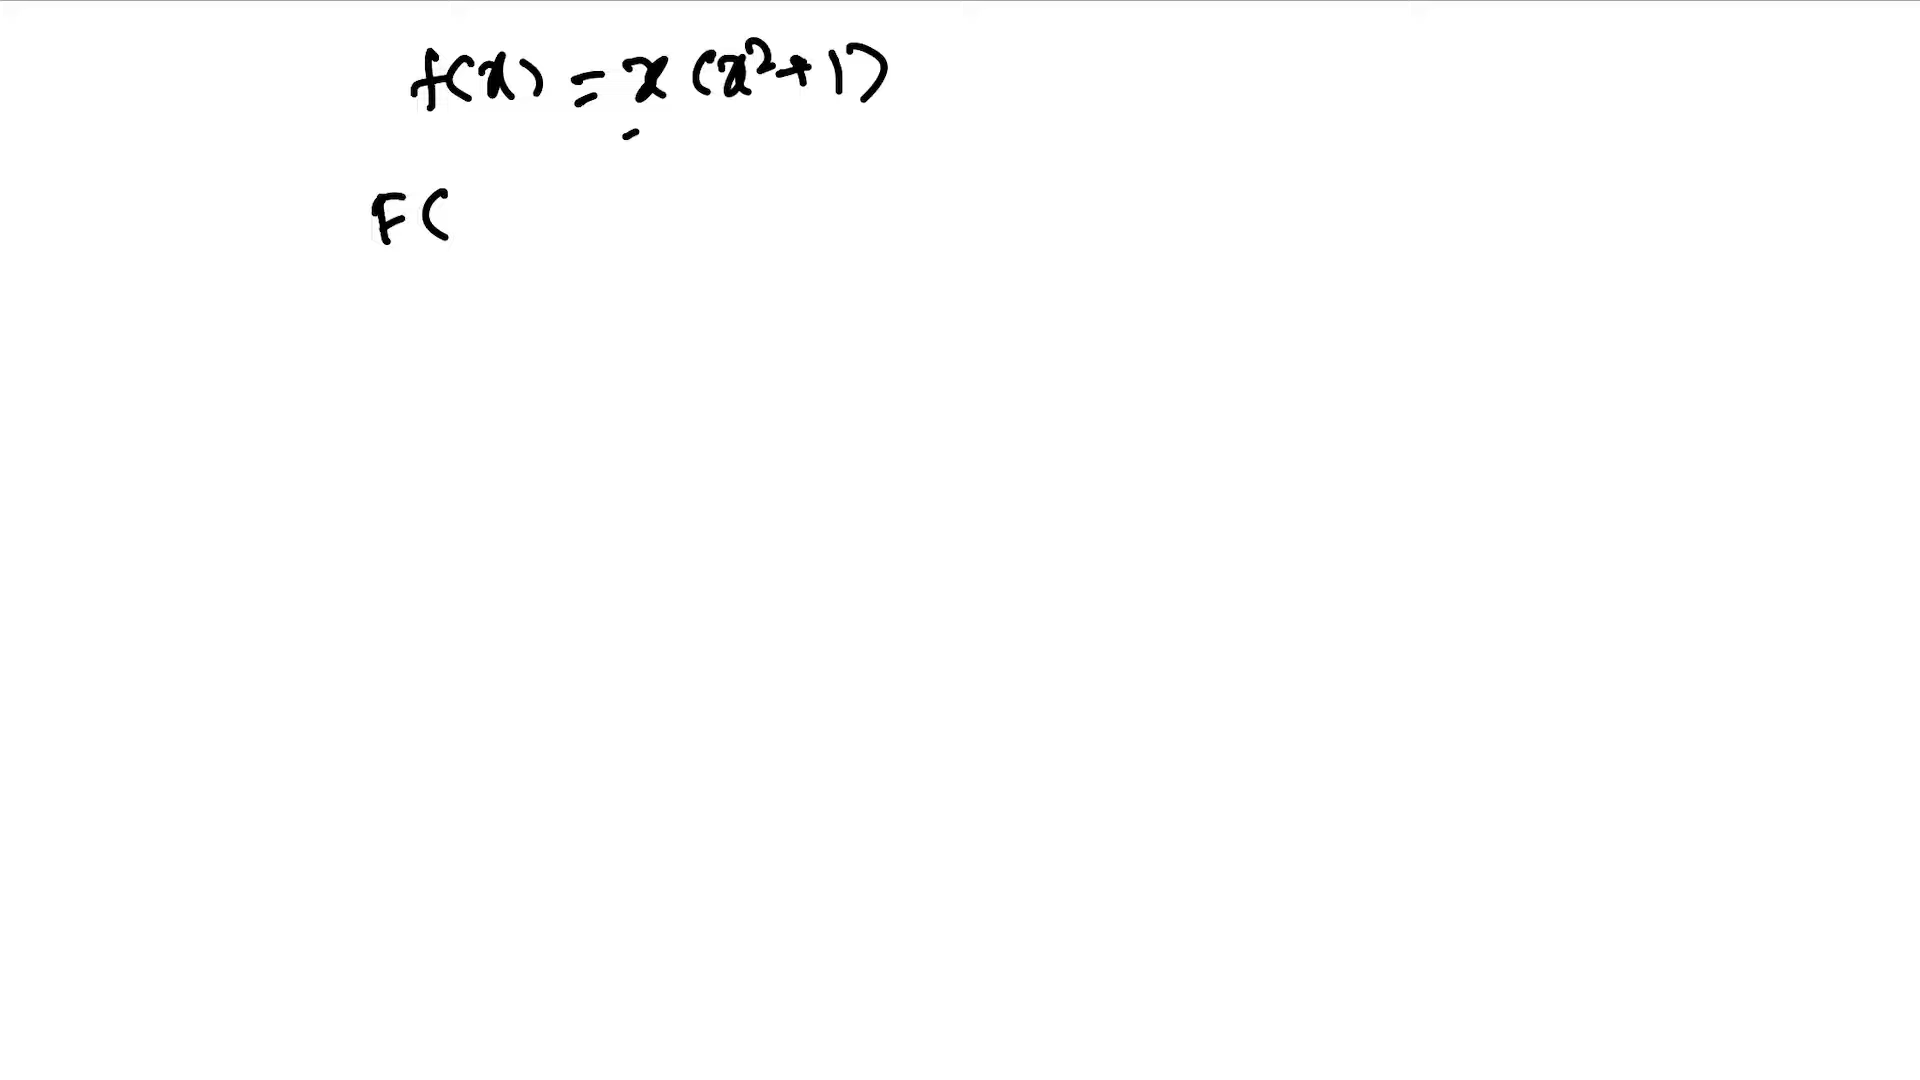 f(x) = x (x²+1)
F(